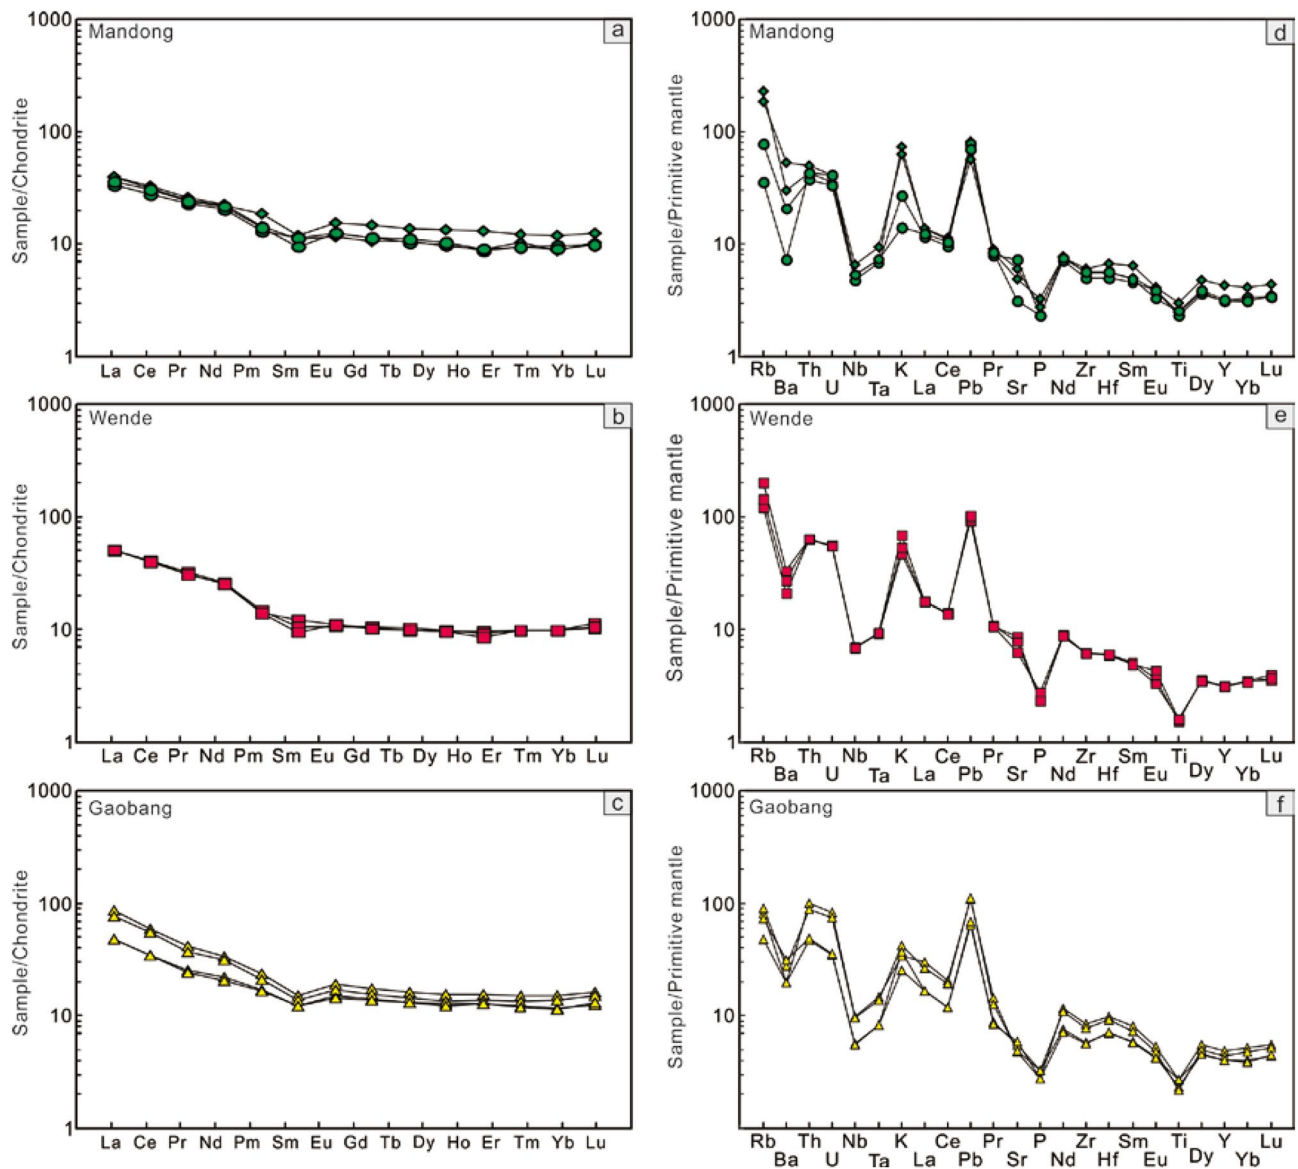 1000
Mandong
a
100
10
1
Sample/Chondrite
La Ce Pr Nd Pm Sm Eu Gd Tb Dy Ho Er Tm Yb Lu
1000
Mandong
d
100
10
1
Sample/Primitive mantle
Rb Th Nb K Ce Pr P Zr Sm Ti Y Lu
Ba U Ta La Pb Sr Nd Hf Eu Dy Yb
1000
Wende
b
100
10
1
Sample/Chondrite
La Ce Pr Nd Pm Sm Eu Gd Tb Dy Ho Er Tm Yb Lu
1000
Wende
e
100
10
1
Sample/Primitive mantle
Rb Th Nb K Ce Pr P Zr Sm Ti Y Lu
Ba U Ta La Pb Sr Nd Hf Eu Dy Yb
1000
Gaobang
c
100
10
1
Sample/Chondrite
La Ce Pr Nd Pm Sm Eu Gd Tb Dy Ho Er Tm Yb Lu
1000
Gaobang
f
100
10
Sample/Primitive mantle
Rb Th Nb K Ce Pr P Zr Sm Ti Y Lu
Ba U Ta La Pb Sr Nd Hf Eu Dy Yb